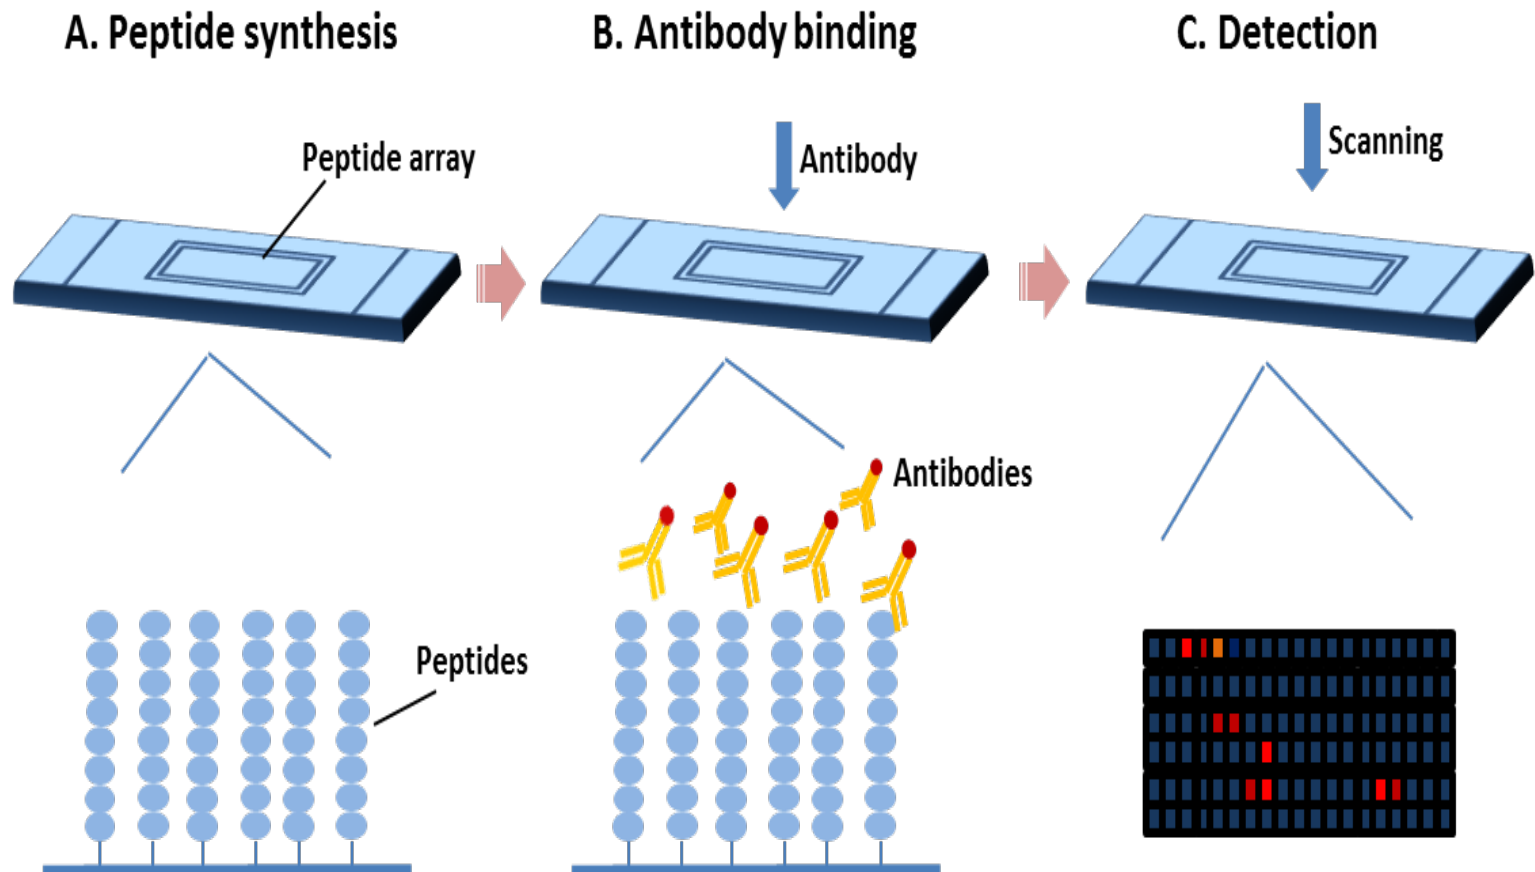 A. Peptide synthesis
B. Antibody binding
C. Detection
Peptide array
Antibody
Scanning
Antibodies
Peptides